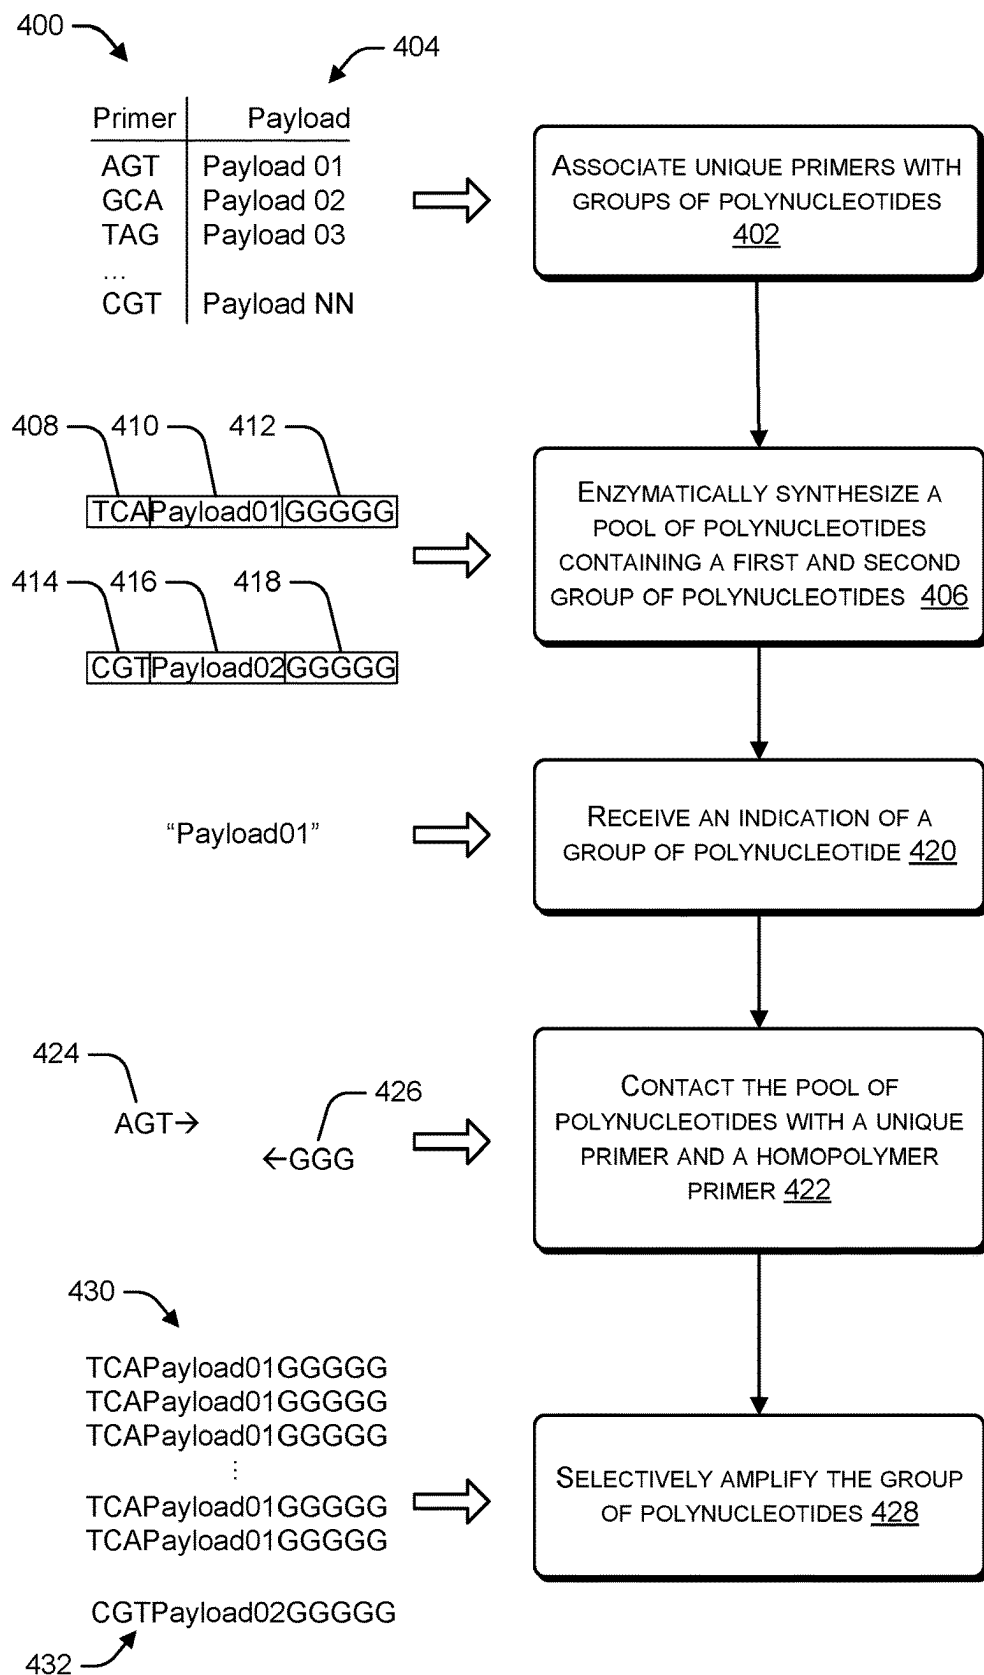 400
404
Primer Payload
AGT Payload 01
GCA Payload 02
TAG Payload 03
...
CGT Payload NN
ASSOCIATE UNIQUE PRIMERS WITH
GROUPS OF POLYNUCLEOTIDES
402
408 410 412
TCA Payload01 GGGGG
414 416 418
CGT Payload02 GGGGG
ENZYMATICALLY SYNTHESIZE A
POOL OF POLYNUCLEOTIDES
CONTAINING A FIRST AND SECOND
GROUP OF POLYNUCLEOTIDES 406
“Payload01”
RECEIVE AN INDICATION OF A
GROUP OF POLYNUCLEOTIDE 420
424
AGT→
426
←GGG
CONTACT THE POOL OF
POLYNUCLEOTIDES WITH A UNIQUE
PRIMER AND A HOMOPOLYMER
PRIMER 422
430
TCAPayload01GGGGG
TCAPayload01GGGGG
TCAPayload01GGGGG
⋮
TCAPayload01GGGGG
TCAPayload01GGGGG
CGTPayload02GGGGG
432
SELECTIVELY AMPLIFY THE GROUP
OF POLYNUCLEOTIDES 428